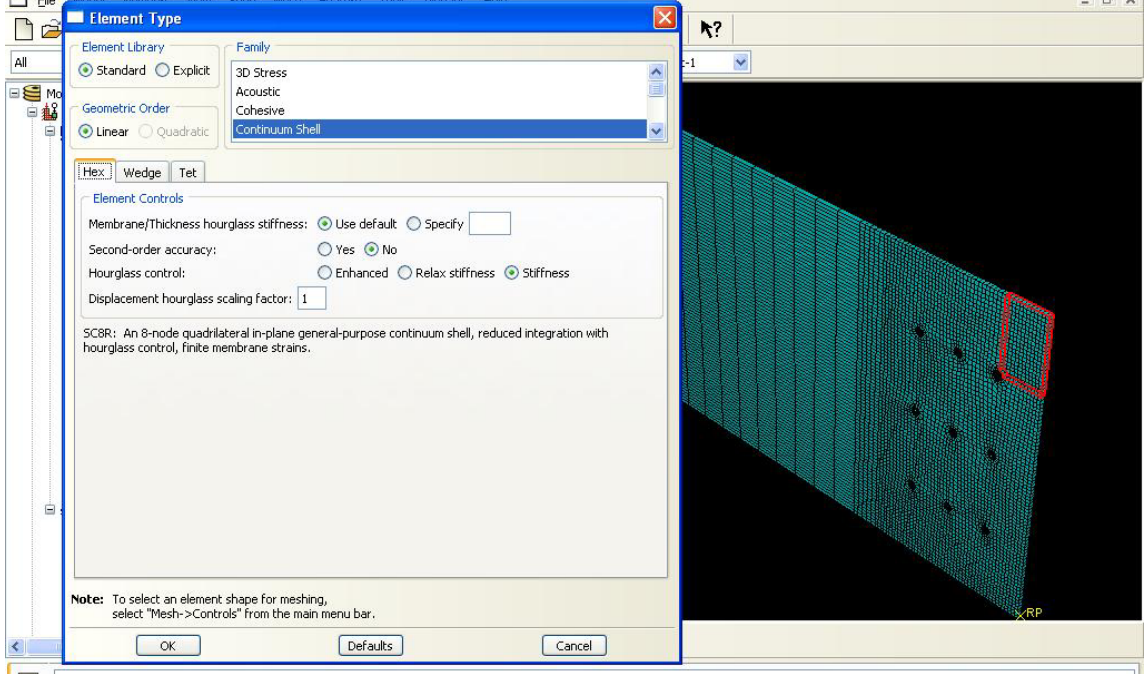 Element Type
Element Library
Standard
Explicit
Family
3D Stress
Acoustic
Cohesive
Continuum Shell
Geometric Order
Linear
Quadratic
All
Mo
Hex
Wedge
Tet
Element Controls
Membrane/Thickness hourglass stiffness: Use default Specify
Second-order accuracy: Yes No
Hourglass control: Enhanced Relax stiffness Stiffness
Displacement hourglass scaling factor: 1
SC8R: An 8-node quadrilateral in-plane general-purpose continuum shell, reduced integration with
hourglass control, finite membrane strains.
Note: To select an element shape for meshing,
select "Mesh->Controls" from the main menu bar.
OK
Defaults
Cancel
RP